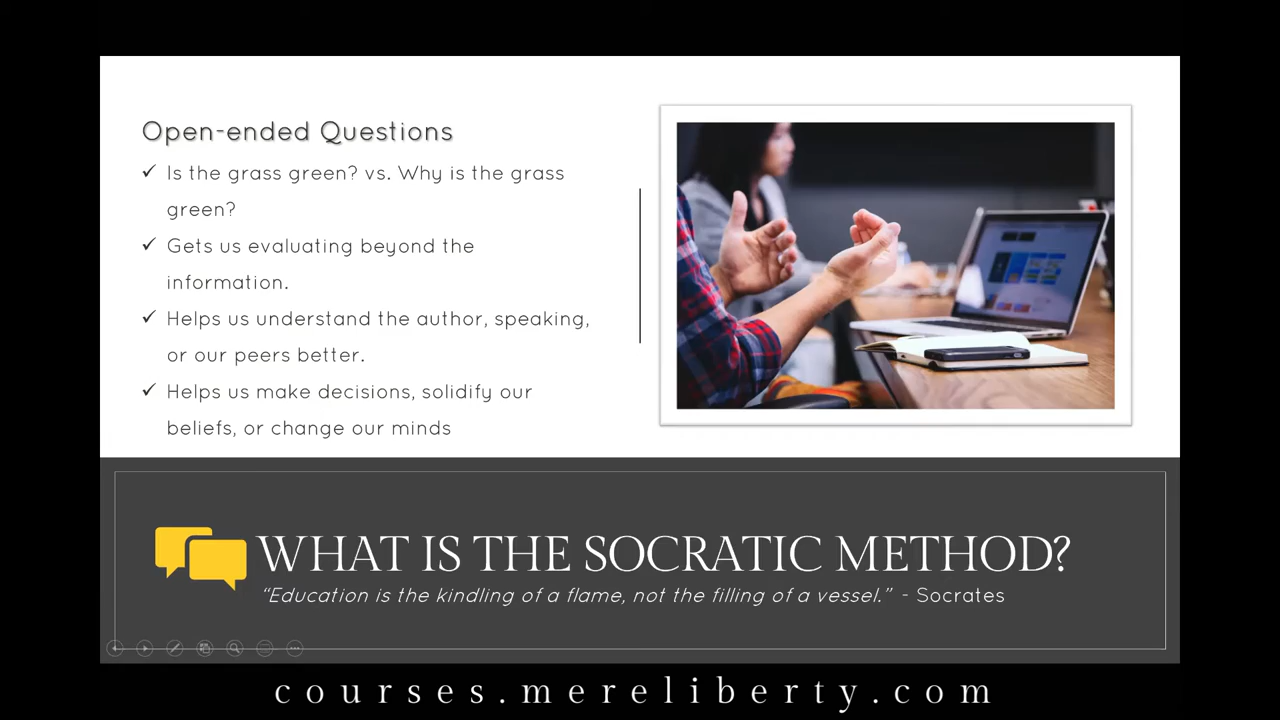 Open-ended Questions
✓ Is the grass green? vs. Why is the grass
green?
✓ Gets us evaluating beyond the
information.
✓ Helps us understand the author, speaking,
or our peers better.
✓ Helps us make decisions, solidify our
beliefs, or change our minds
WHAT IS THE SOCRATIC METHOD?
“Education is the kindling of a flame, not the filling of a vessel.” - Socrates
courses.mereliberty.com